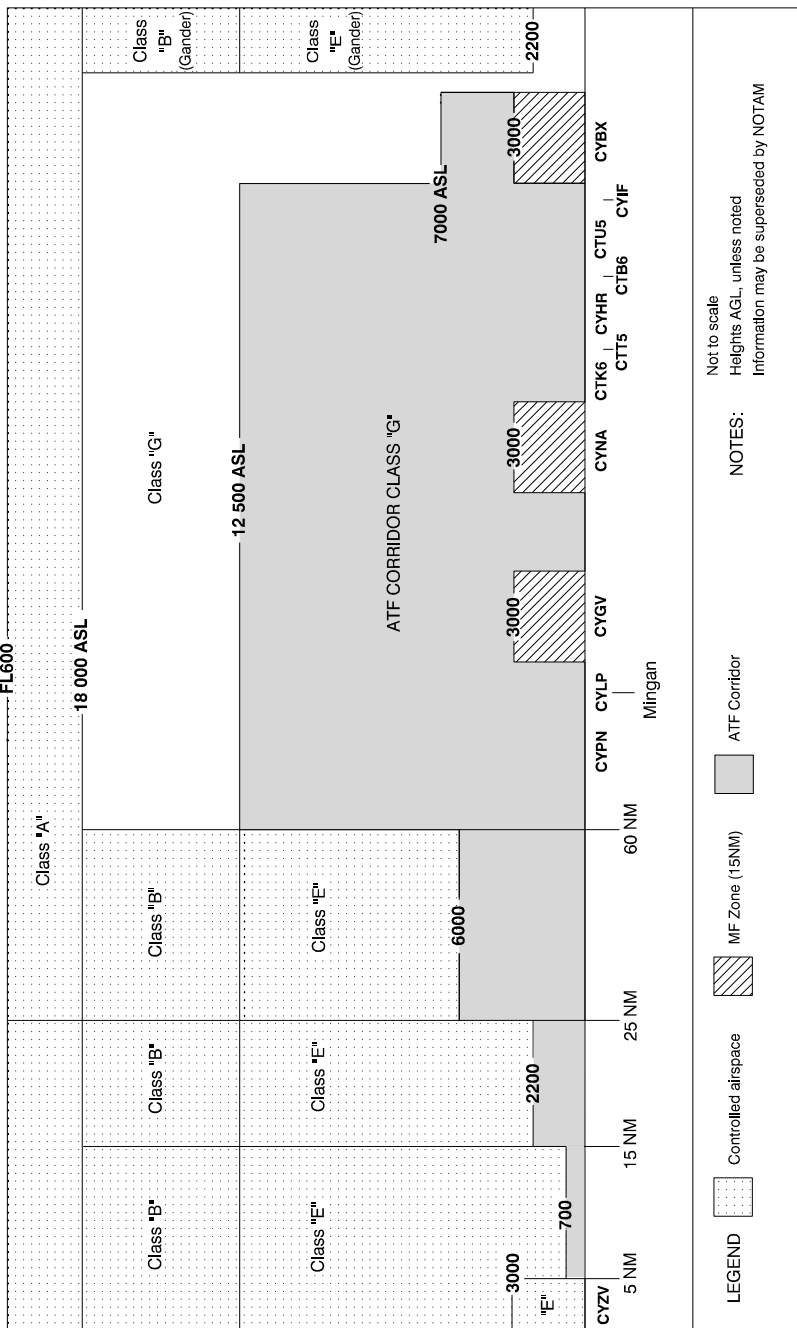 FL600
Class "A"
18 000 ASL
Class "B"
Class "B"
Class "B"
Class "G"
Class
"B"
(Gander)
12 500 ASL
Class "E"
Class "E"
Class "E"
ATF CORRIDOR CLASS "G"
Class
"E"
(Gander)
7000 ASL
6000
3000
"E"
700
2200
3000
3000
3000
2200
CYZV
CYPN
CYLP
CYGV
CYNA
CTK6
CTT5
CYHR
CTB6
CTU5
CYIF
CYBX
5 NM
15 NM
25 NM
60 NM
Mingan
LEGEND
Controlled airspace
MF Zone (15NM)
ATF Corridor
NOTES:
Not to scale
Heights AGL, unless noted
Information may be superseded by NOTAM